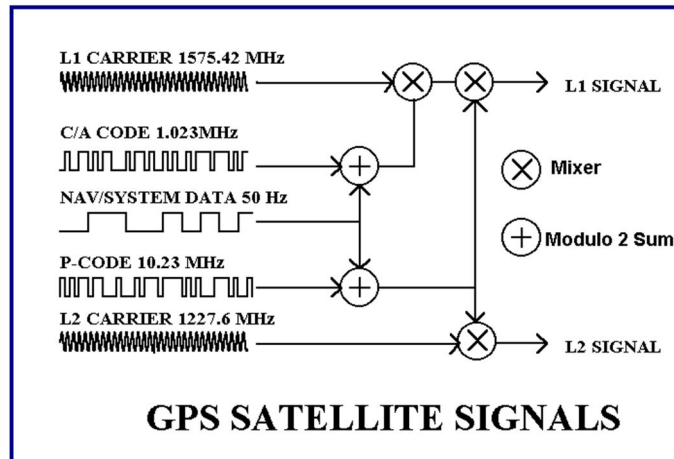 L1 CARRIER 1575.42 MHz
L1 SIGNAL
C/A CODE 1.023MHz
Mixer
NAV/SYSTEM DATA 50 Hz
Modulo 2 Sum
P-CODE 10.23 MHz
L2 CARRIER 1227.6 MHz
L2 SIGNAL
GPS SATELLITE SIGNALS